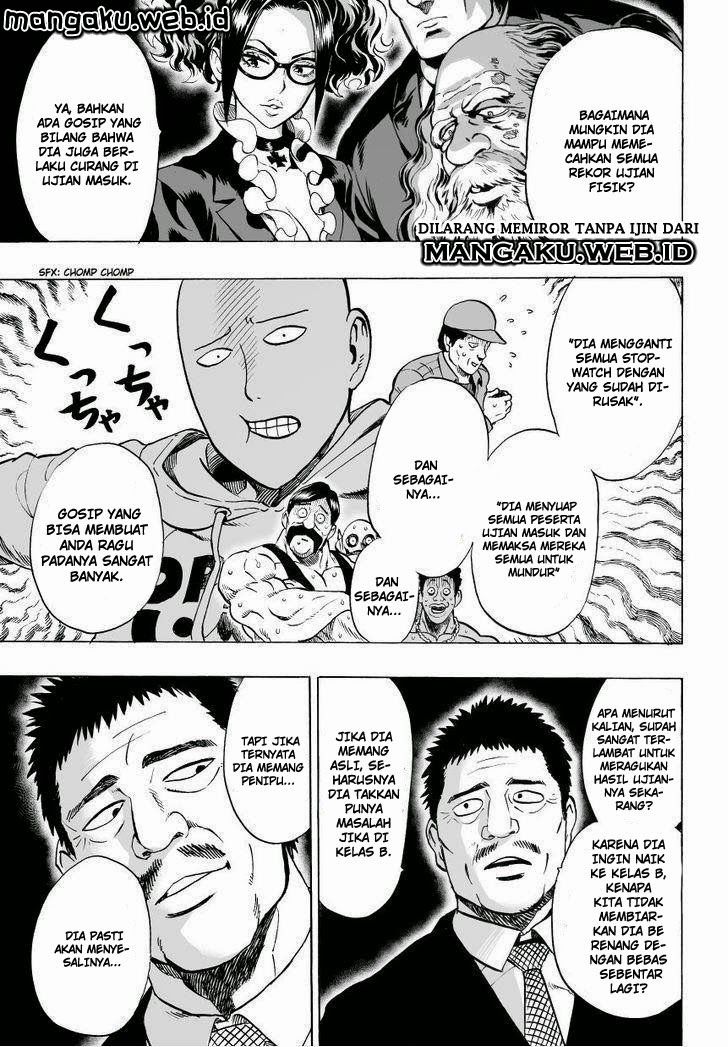 mangaku.web.id
mangaku.web.id
BAGAIMANA
MUNGKIN DIA
MAMPU MEME-
CAHKAN SEMUA
REKOR UJIAN
FISIK?
YA, BAHKAN
ADA GOSIP YANG
BILANG BAHWA
DIA JUGA BER-
LAKU CURANG DI
UJIAN MASUK.
DILARANG MEMIROR TANPA IJIN DARI
MANGAKU.WEB.ID
SFX: CHOMP CHOMP
"DIA MENGGANTI
SEMUA STOP-
WATCH DENGAN
YANG SUDAH DI-
RUSAK".
くっちゃ
くっちゃ
DAN
SEBAGAI-
NYA...
"DIA MENYUAP
SEMUA PESERTA
UJIAN MASUK DAN
MEMAKSA MEREKA
SEMUA UNTUK
MUNDUR"
DAN
SEBAGAI-
NYA...
GOSIP YANG
BISA MEMBUAT
ANDA RAGU
PADANYA SANGAT
BANYAK.
APA MENURUT
KALIAN, SUDAH
SANGAT TER-
LAMBAT UNTUK
MERAGUKAN
HASIL UJIAN-
NYA SEKA-
RANG?
KARENA DIA
INGIN NAIK
KE KELAS B,
KENAPA
KITA TIDAK
MEMBIAR-
KAN DIA BE
RENANG DE-
NGAN BEBAS
SEBENTAR
LAGI?
JIKA DIA
MEMANG
ASLI, SE-
HARUSNYA
DIA TAKKAN
PUNYA
MASALAH
JIKA DI
KELAS B.
TAPI JIKA
TERNYATA
DIA MEMANG
PENIPU...
DIA PASTI
AKAN MENYE-
SALINYA...